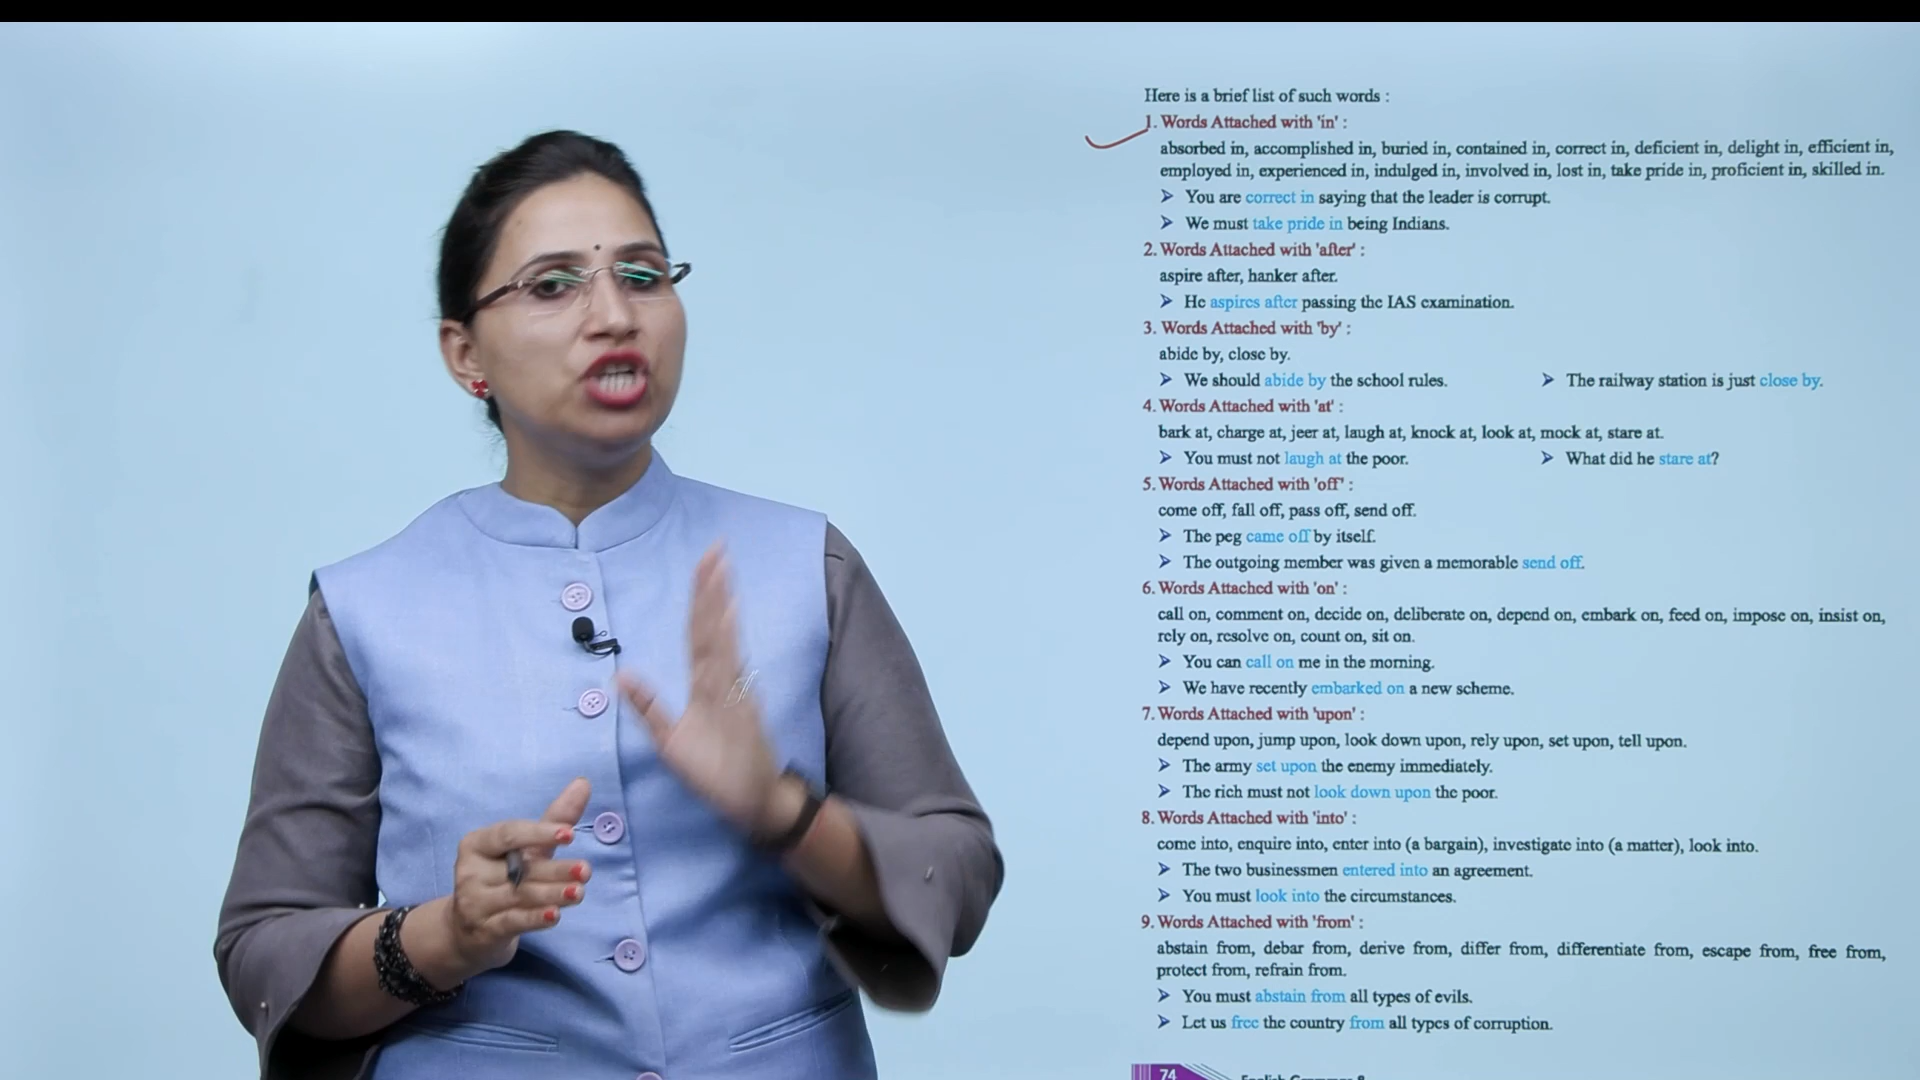 Here is a brief list of such words :
1. Words Attached with 'in' :
absorbed in, accomplished in, buried in, contained in, correct in, deficient in, delight in, efficient in,
employed in, experienced in, indulged in, involved in, lost in, take pride in, proficient in, skilled in.
➤ You are correct in saying that the leader is corrupt.
➤ We must take pride in being Indians.
2. Words Attached with 'after' :
aspire after, hanker after.
➤ He aspires after passing the IAS examination.
3. Words Attached with 'by' :
abide by, close by.
➤ We should abide by the school rules. ➤ The railway station is just close by.
4. Words Attached with 'at' :
bark at, charge at, jeer at, laugh at, knock at, look at, mock at, stare at.
➤ You must not laugh at the poor. ➤ What did he stare at?
5. Words Attached with 'off' :
come off, fall off, pass off, send off.
➤ The peg came off by itself.
➤ The outgoing member was given a memorable send off.
6. Words Attached with 'on' :
call on, comment on, decide on, deliberate on, depend on, embark on, feed on, impose on, insist on,
rely on, resolve on, count on, sit on.
➤ You can call on me in the morning.
➤ We have recently embarked on a new scheme.
7. Words Attached with 'upon' :
depend upon, jump upon, look down upon, rely upon, set upon, tell upon.
➤ The army set upon the enemy immediately.
➤ The rich must not look down upon the poor.
8. Words Attached with 'into' :
come into, enquire into, enter into (a bargain), investigate into (a matter), look into.
➤ The two businessmen entered into an agreement.
➤ You must look into the circumstances.
9. Words Attached with 'from' :
abstain from, debar from, derive from, differ from, differentiate from, escape from, free from,
protect from, refrain from.
➤ You must abstain from all types of evils.
➤ Let us free the country from all types of corruption.
74 English Grammar